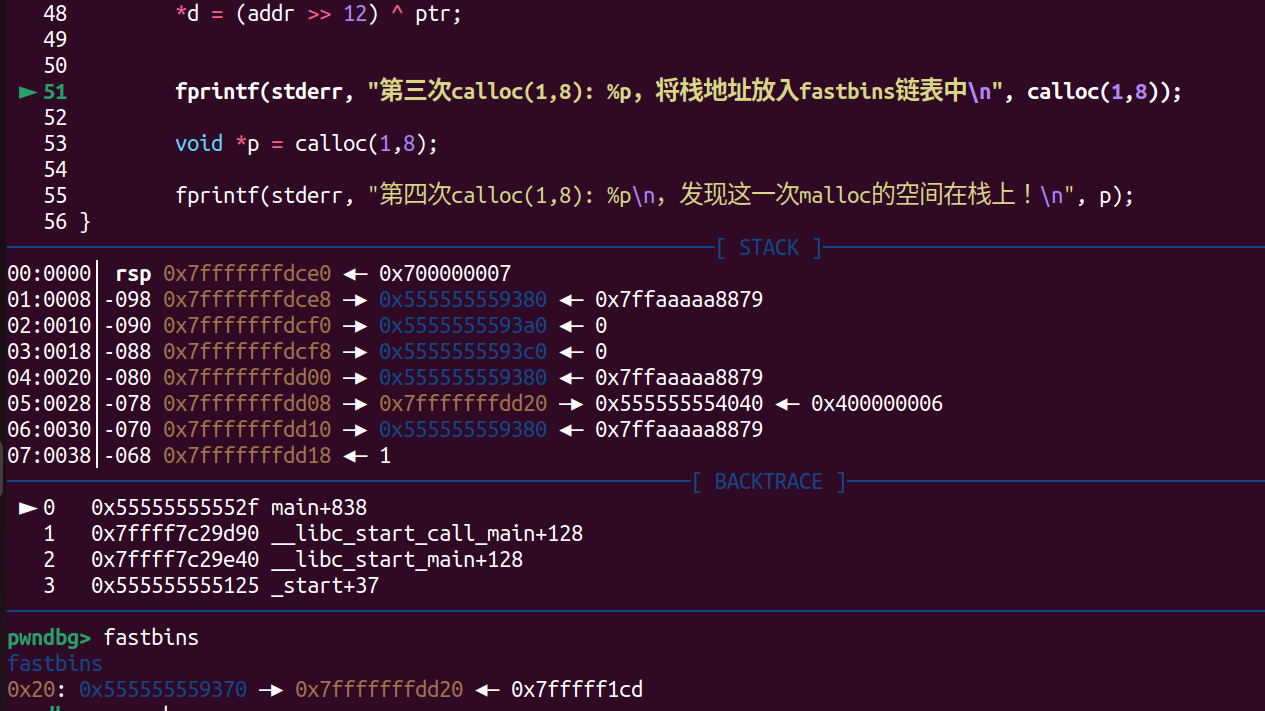 48         *d = (addr >> 12) ^ ptr;
49
50
► 51         fprintf(stderr, "第三次calloc(1,8): %p，将栈地址放入fastbins链表中\n", calloc(1,8));
52
53         void *p = calloc(1,8);
54
55         fprintf(stderr, "第四次calloc(1,8): %p\n，发现这一次malloc的空间在栈上！\n", p);
56 }
[ STACK ]
00:0000│ rsp 0x7fffffffdce0 ◂— 0x700000007
01:0008│-098 0x7fffffffdce8 —▸ 0x555555559380 ◂— 0x7ffaaaaa8879
02:0010│-090 0x7fffffffdcf0 —▸ 0x5555555593a0 ◂— 0
03:0018│-088 0x7fffffffdcf8 —▸ 0x5555555593c0 ◂— 0
04:0020│-080 0x7fffffffdd00 —▸ 0x555555559380 ◂— 0x7ffaaaaa8879
05:0028│-078 0x7fffffffdd08 —▸ 0x7fffffffdd20 —▸ 0x555555554040 ◂— 0x400000006
06:0030│-070 0x7fffffffdd10 —▸ 0x555555559380 ◂— 0x7ffaaaaa8879
07:0038│-068 0x7fffffffdd18 ◂— 1
[ BACKTRACE ]
► 0   0x55555555552f main+838
1   0x7ffff7c29d90 __libc_start_call_main+128
2   0x7ffff7c29e40 __libc_start_main+128
3   0x555555555125 _start+37
pwndbg> fastbins
fastbins
0x20: 0x555555559370 —▸ 0x7fffffffdd20 ◂— 0x7fffff1cd